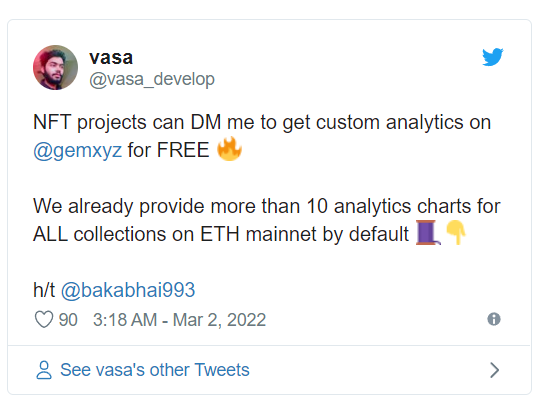 vasa
@vasa_develop
NFT projects can DM me to get custom analytics on
@gemxyz for FREE 🔥
We already provide more than 10 analytics charts for
ALL collections on ETH mainnet by default 🧵👇
h/t @bakabhai993
90 3:18 AM - Mar 2, 2022
See vasa's other Tweets